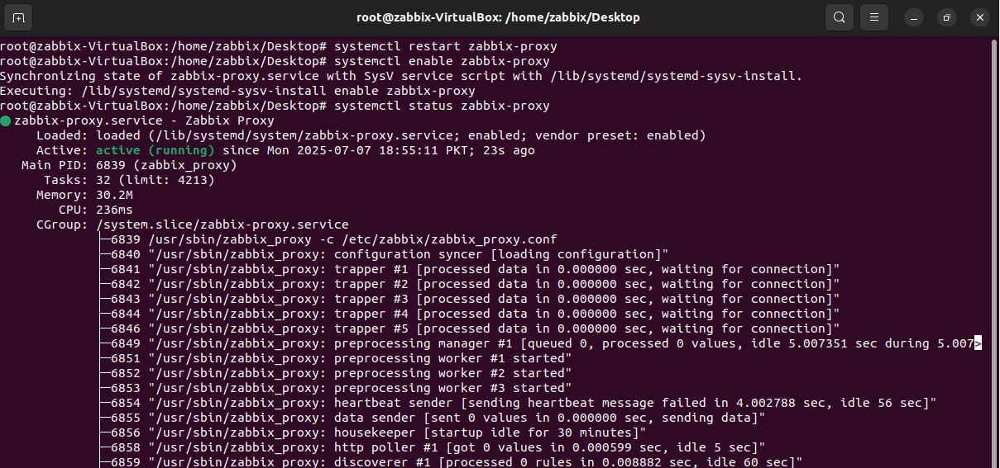 root@zabbix-VirtualBox: /home/zabbix/Desktop
root@zabbix-VirtualBox:/home/zabbix/Desktop# systemctl restart zabbix-proxy
root@zabbix-VirtualBox:/home/zabbix/Desktop# systemctl enable zabbix-proxy
Synchronizing state of zabbix-proxy.service with SysV service script with /lib/systemd/systemd-sysv-install.
Executing: /lib/systemd/systemd-sysv-install enable zabbix-proxy
root@zabbix-VirtualBox:/home/zabbix/Desktop# systemctl status zabbix-proxy
● zabbix-proxy.service - Zabbix Proxy
Loaded: loaded (/lib/systemd/system/zabbix-proxy.service; enabled; vendor preset: enabled)
Active: active (running) since Mon 2025-07-07 18:55:11 PKT; 23s ago
Main PID: 6839 (zabbix_proxy)
Tasks: 32 (limit: 4213)
Memory: 30.2M
CPU: 236ms
CGroup: /system.slice/zabbix-proxy.service
├─6839 /usr/sbin/zabbix_proxy -c /etc/zabbix/zabbix_proxy.conf
├─6840 "/usr/sbin/zabbix_proxy: configuration syncer [loading configuration]"
├─6841 "/usr/sbin/zabbix_proxy: trapper #1 [processed data in 0.000000 sec, waiting for connection]"
├─6842 "/usr/sbin/zabbix_proxy: trapper #2 [processed data in 0.000000 sec, waiting for connection]"
├─6843 "/usr/sbin/zabbix_proxy: trapper #3 [processed data in 0.000000 sec, waiting for connection]"
├─6844 "/usr/sbin/zabbix_proxy: trapper #4 [processed data in 0.000000 sec, waiting for connection]"
├─6846 "/usr/sbin/zabbix_proxy: trapper #5 [processed data in 0.000000 sec, waiting for connection]"
├─6849 "/usr/sbin/zabbix_proxy: preprocessing manager #1 [queued 0, processed 0 values, idle 5.007351 sec during 5.007>
├─6851 "/usr/sbin/zabbix_proxy: preprocessing worker #1 started"
├─6852 "/usr/sbin/zabbix_proxy: preprocessing worker #2 started"
├─6853 "/usr/sbin/zabbix_proxy: preprocessing worker #3 started"
├─6854 "/usr/sbin/zabbix_proxy: heartbeat sender [sending heartbeat message failed in 4.002788 sec, idle 56 sec]"
├─6855 "/usr/sbin/zabbix_proxy: data sender [sent 0 values in 0.000000 sec, sending data]"
├─6856 "/usr/sbin/zabbix_proxy: housekeeper [startup idle for 30 minutes]"
├─6858 "/usr/sbin/zabbix_proxy: http poller #1 [got 0 values in 0.000599 sec, idle 5 sec]"
├─6859 "/usr/sbin/zabbix_proxy: discoverer #1 [processed 0 rules in 0.008882 sec, idle 60 sec]"